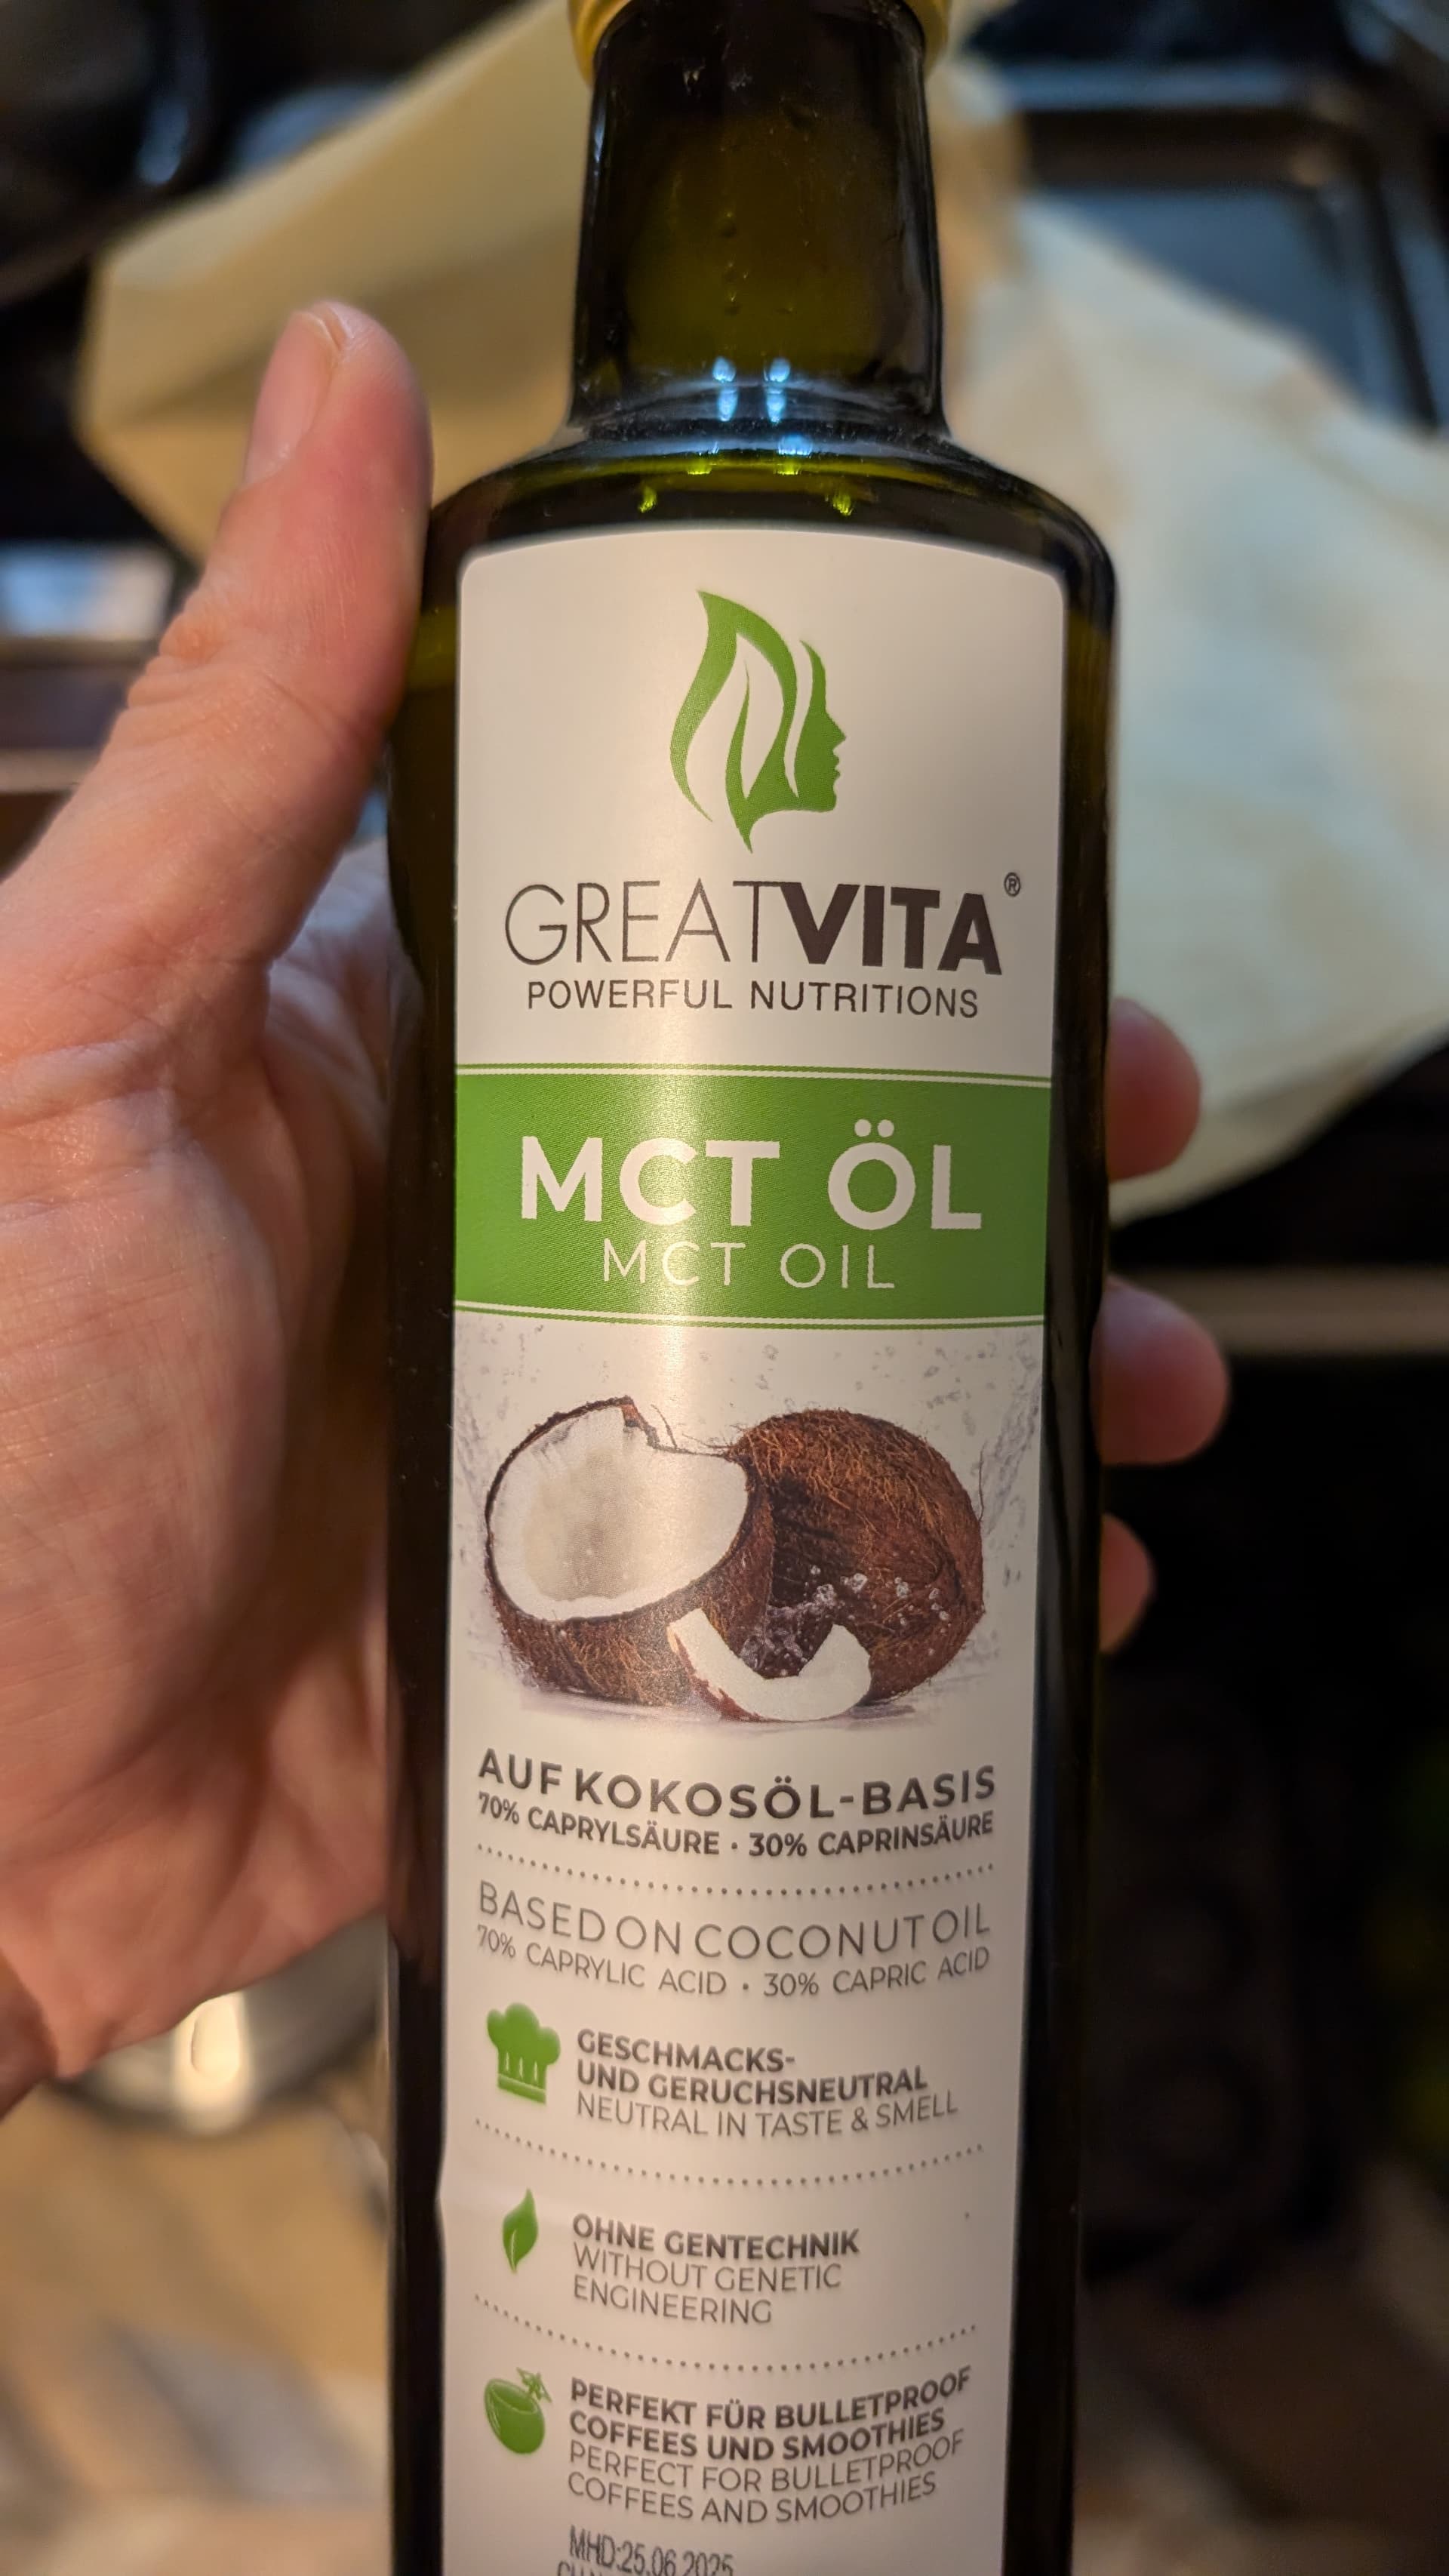 GREATVITA®
POWERFUL NUTRITIONS
MCT ÖL
MCT OIL
AUF KOKOSÖL-BASIS
70% CAPRYLSÄURE · 30% CAPRINSÄURE
BASED ON COCONUT OIL
70% CAPRYLIC ACID · 30% CAPRIC ACID
GESCHMACKS-
UND GERUCHSNEUTRAL
NEUTRAL IN TASTE & SMELL
OHNE GENTECHNIK
WITHOUT GENETIC
ENGINEERING
PERFEKT FÜR BULLETPROOF
COFFEES UND SMOOTHIES
PERFECT FOR BULLETPROOF
COFFEES AND SMOOTHIES
MHD:25.06.2025